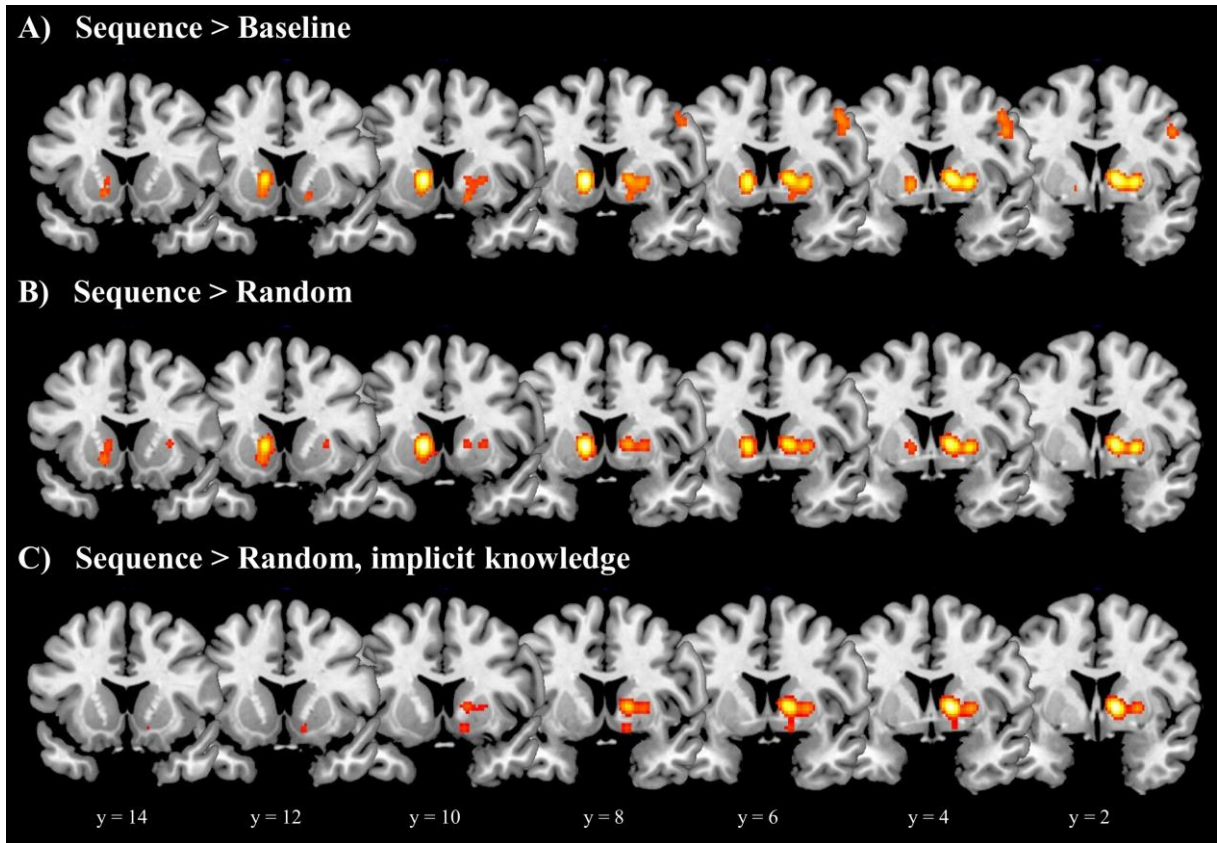 A) Sequence > Baseline
B) Sequence > Random
C) Sequence > Random, implicit knowledge
y = 14 y = 12 y = 10 y = 8 y = 6 y = 4 y = 2